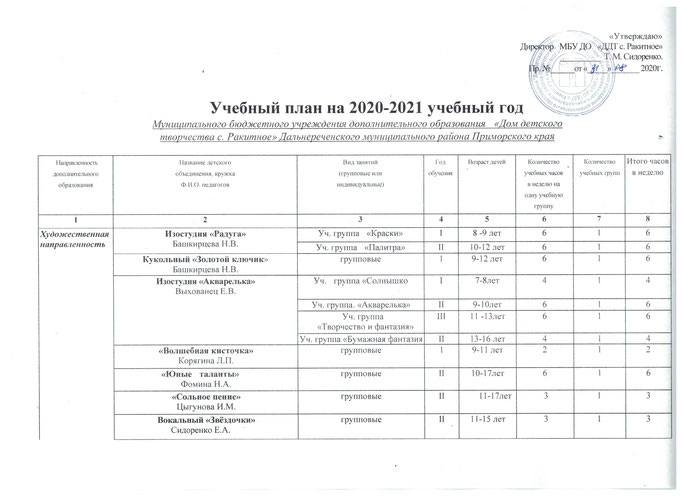 «Утверждаю»
Директор МБУ ДО «ДДТ с. Ракитное»
Т. М. Сидоренко.
Пр. № от « 31 » 08 2020г.
Учебный план на 2020-2021 учебный год
Муниципального бюджетного учреждения дополнительного образования «Дом детского
творчества с. Ракитное» Дальнереченского муниципального района Приморского края
Направленность дополнительного образования | Название детского объединения, кружка Ф.И.О. педагогов | Вид занятий (групповые или индивидуальные) | Год обучения | Возраст детей | Количество учебных часов в неделю на одну учебную группу | Количество учебных групп | Итого часов в неделю
1 2 3 4 5 6 7 8
Художественная направленность | Изостудия «Радуга» Башкирцева Н.В. | Уч. группа «Краски» I 8 -9 лет 6 1 6
Уч. группа «Палитра» II 10-12 лет 6 1 6
Кукольный «Золотой ключик» Башкирцева Н.В. | групповые I 9-12 лет 6 1 6
Изостудия «Акварелька» Выхованец Е.В. | Уч. группа «Солнышко I 7-8лет 4 1 4
Уч. группа. «Акварелька» II 9-10лет 6 1 6
Уч. группа «Творчество и фантазия» III 11 -13лет 6 1 6
Уч. группа «Бумажная фантазия II 13-16 лет 4 1 4
«Волшебная кисточка» Корягина Л.П. | групповые I 9-11 лет 2 1 2
«Юные таланты» Фомина Н.А. | групповые II 10-17лет 6 1 6
«Сольное пение» Цыгунова И.М. | групповые II 11-17лет 3 1 3
Вокальный «Звёздочки» Сидоренко Е.А. | групповые II 11-15 лет 3 1 3